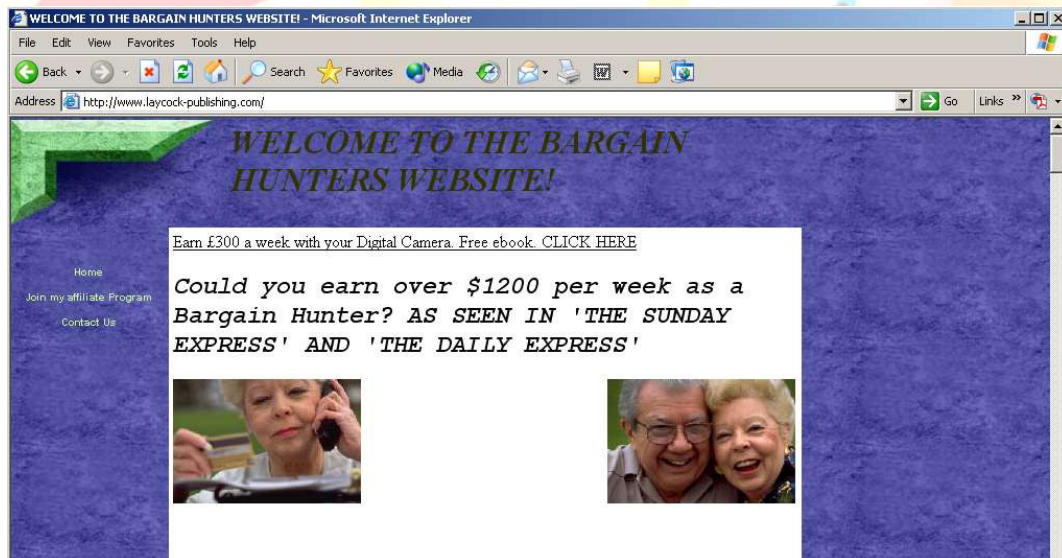 WELCOME TO THE BARGAIN HUNTERS WEBSITE! - Microsoft Internet Explorer
File Edit View Favorites Tools Help
Back Search Favorites Media
Address http://www.laycock-publishing.com/ Go Links »
WELCOME TO THE BARGAIN
HUNTERS WEBSITE!
Earn £300 a week with your Digital Camera. Free ebook. CLICK HERE
Home
Join my affiliate Program
Contact Us
Could you earn over $1200 per week as a
Bargain Hunter? AS SEEN IN 'THE SUNDAY
EXPRESS' AND 'THE DAILY EXPRESS'